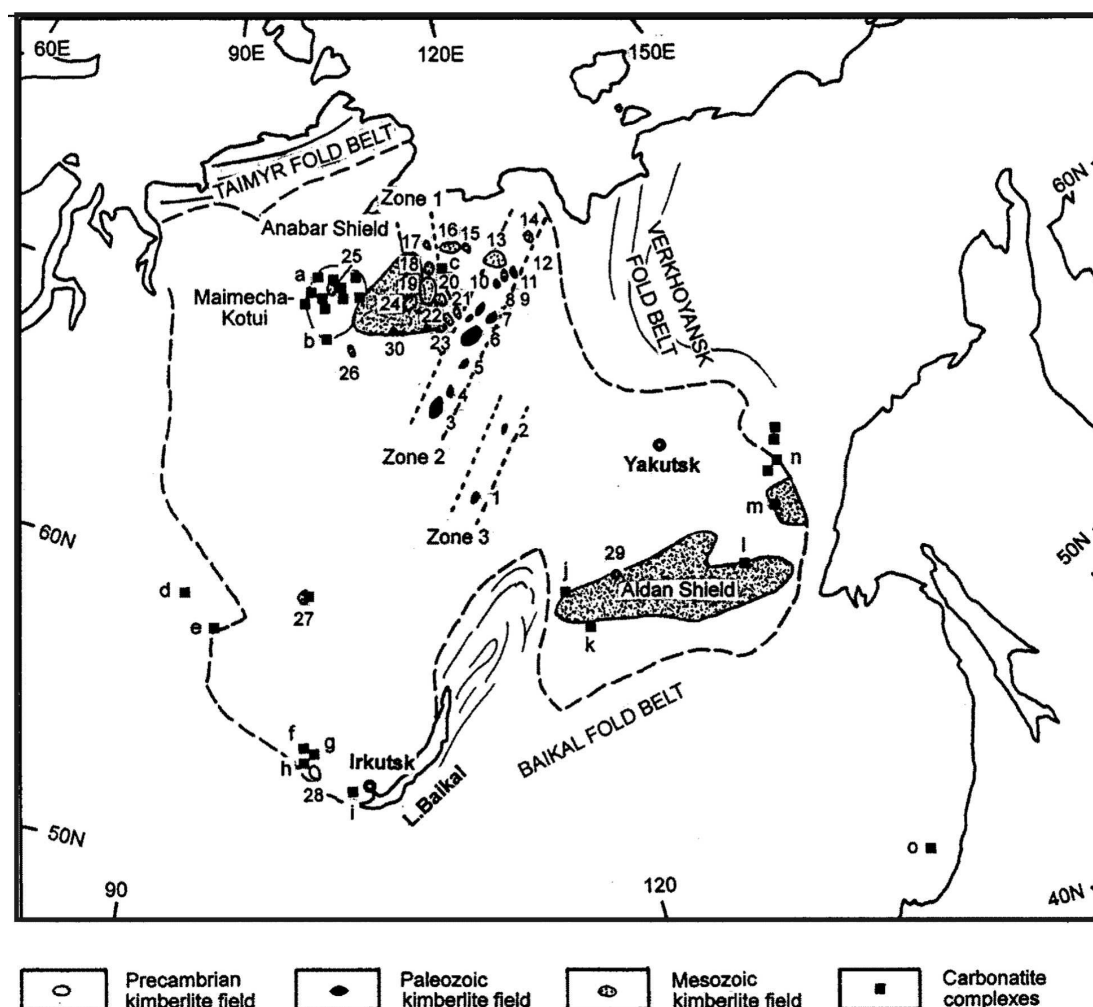 60E
90E
120E
150E
TAIMYR FOLD BELT
60N
Zone 1
Anabar Shield
14
16
15
17
13
VERKHOYANSK
FOLD BELT
25
a
18
c
12
10
20
11
19
Maimecha-
Kotui
24
21
8
9
22
7
23
6
b
30
26
5
4
3
2
Zone 2
Yakutsk
n
1
m
60N
Zone 3
50N
l
29
j
d
Aldan Shield
27
e
k
BAIKAL FOLD BELT
f
g
h
Irkutsk
28
i
L.Baikal
50N
o
90
120
40N
Precambrian
kimberlite field
Paleozoic
kimberlite field
Mesozoic
kimberlite field
Carbonatite
complexes